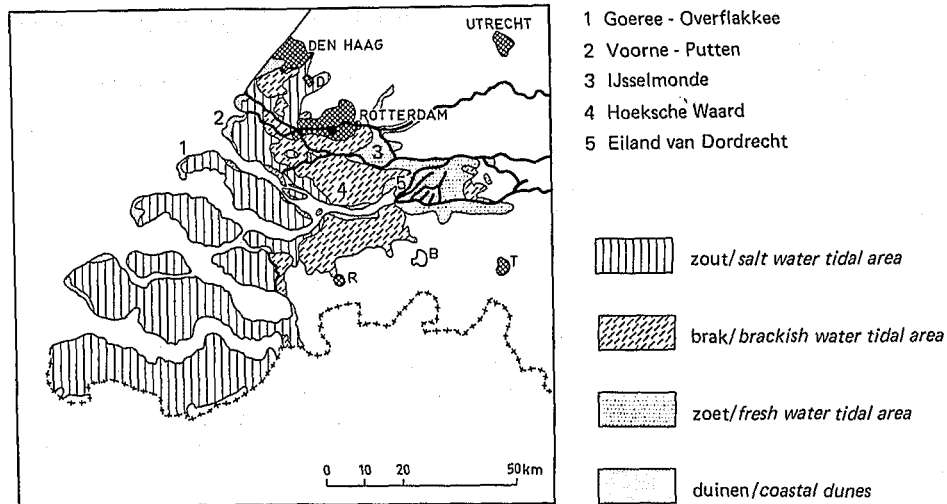 UTRECHT
DEN HAAG
D
ROTTERDAM
2
3
1
4
5
B
T
R
0 10 20 50km
1 Goeree - Overflakkee
2 Voorne - Putten
3 IJsselmonde
4 Hoeksche Waard
5 Eiland van Dordrecht
zout/salt water tidal area
brak/brackish water tidal area
zoet/fresh water tidal area
duinen/coastal dunes